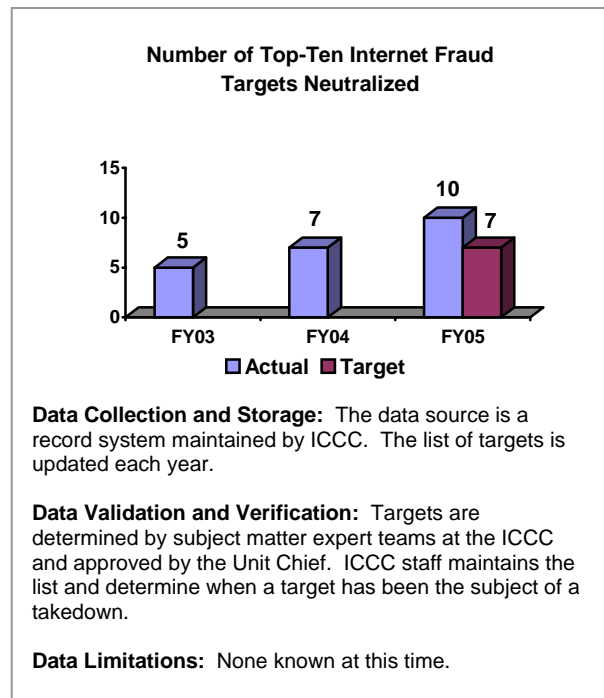 Number of Top-Ten Internet Fraud
Targets Neutralized
15
10
5
0
5
7
10
7
FY03
FY04
FY05
Actual
Target
Data Collection and Storage: The data source is a
record system maintained by ICCC. The list of targets is
updated each year.
Data Validation and Verification: Targets are
determined by subject matter expert teams at the ICCC
and approved by the Unit Chief. ICCC staff maintains the
list and determine when a target has been the subject of a
takedown.
Data Limitations: None known at this time.